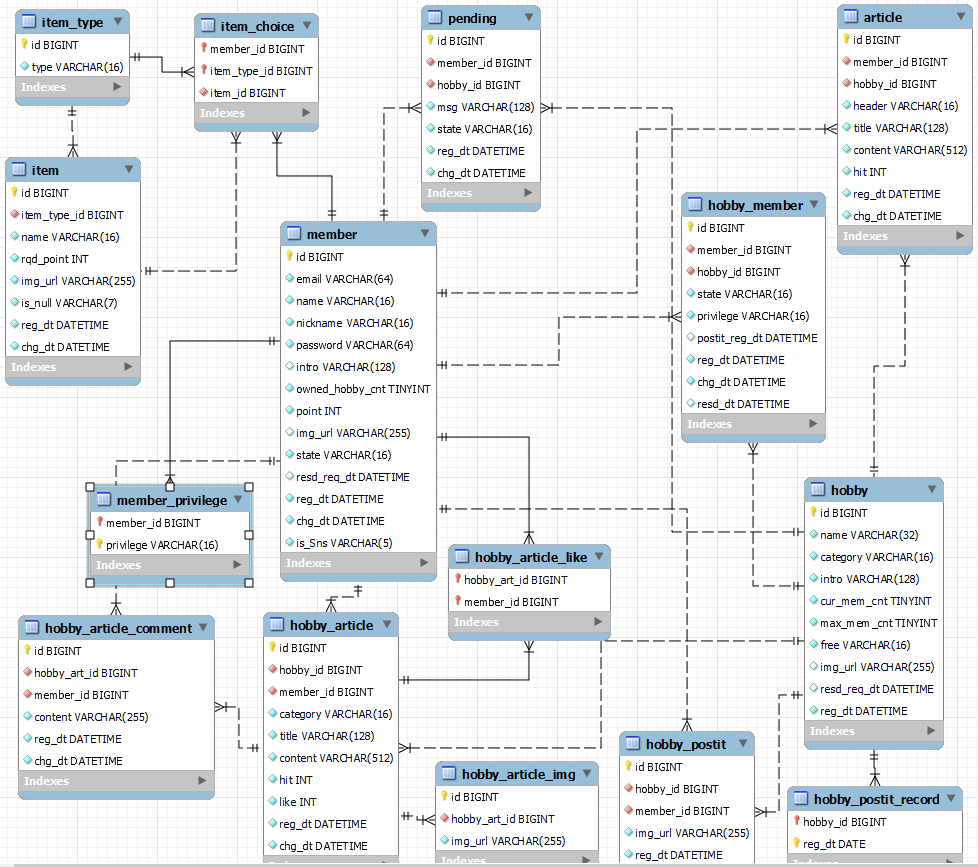 item_type
id BIGINT
type VARCHAR(16)
Indexes
item_choice
member_id BIGINT
item_type_id BIGINT
item_id BIGINT
Indexes
pending
id BIGINT
member_id BIGINT
hobby_id BIGINT
msg VARCHAR(128)
state VARCHAR(16)
reg_dt DATETIME
chg_dt DATETIME
Indexes
article
id BIGINT
member_id BIGINT
hobby_id BIGINT
header VARCHAR(16)
title VARCHAR(128)
content VARCHAR(512)
hit INT
reg_dt DATETIME
chg_dt DATETIME
Indexes
item
id BIGINT
item_type_id BIGINT
name VARCHAR(16)
rqd_point INT
img_url VARCHAR(255)
is_null VARCHAR(7)
reg_dt DATETIME
chg_dt DATETIME
Indexes
member
id BIGINT
email VARCHAR(64)
name VARCHAR(16)
nickname VARCHAR(16)
password VARCHAR(64)
intro VARCHAR(128)
owned_hobby_cnt TINYINT
point INT
img_url VARCHAR(255)
state VARCHAR(16)
resd_req_dt DATETIME
reg_dt DATETIME
chg_dt DATETIME
is_Sns VARCHAR(5)
Indexes
hobby_member
id BIGINT
member_id BIGINT
hobby_id BIGINT
state VARCHAR(16)
privilege VARCHAR(16)
postit_reg_dt DATETIME
reg_dt DATETIME
chg_dt DATETIME
resd_dt DATETIME
Indexes
member_privilege
member_id BIGINT
privilege VARCHAR(16)
Indexes
hobby
id BIGINT
name VARCHAR(32)
category VARCHAR(16)
intro VARCHAR(128)
cur_mem_cnt TINYINT
max_mem_cnt TINYINT
free VARCHAR(16)
img_url VARCHAR(255)
resd_req_dt DATETIME
reg_dt DATETIME
Indexes
hobby_article_like
hobby_art_id BIGINT
member_id BIGINT
Indexes
hobby_article_comment
id BIGINT
hobby_art_id BIGINT
member_id BIGINT
content VARCHAR(255)
reg_dt DATETIME
chg_dt DATETIME
Indexes
hobby_article
id BIGINT
hobby_id BIGINT
member_id BIGINT
category VARCHAR(16)
title VARCHAR(128)
content VARCHAR(512)
hit INT
like INT
reg_dt DATETIME
chg_dt DATETIME
hobby_article_img
id BIGINT
hobby_art_id BIGINT
img_url VARCHAR(255)
hobby_postit
id BIGINT
hobby_id BIGINT
member_id BIGINT
img_url VARCHAR(255)
reg_dt DATETIME
hobby_postit_record
hobby_id BIGINT
reg_dt DATE
Indexes